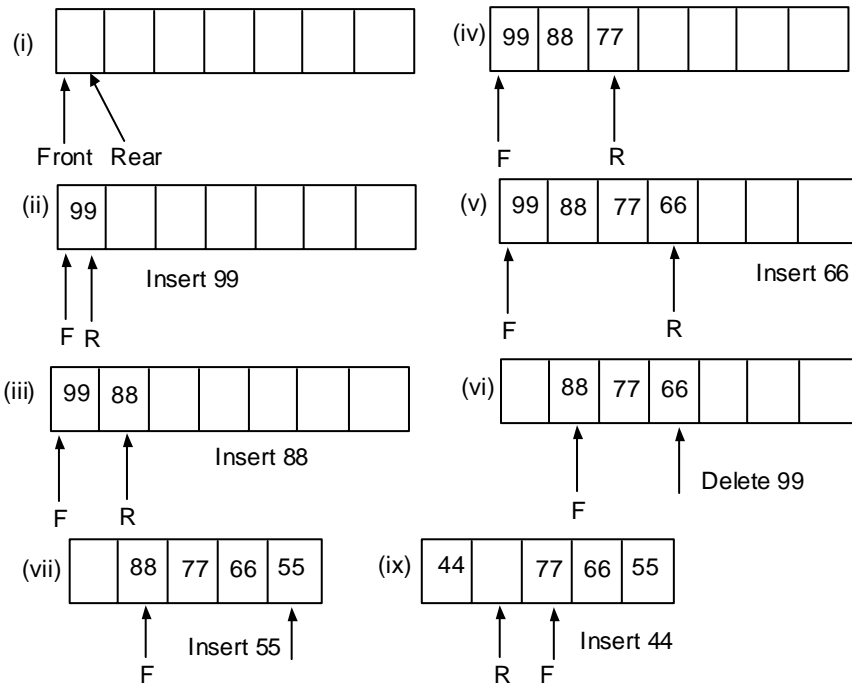 (i)
Front Rear
(ii) 99
Insert 99
F R
(iii) 99 88
Insert 88
F R
(iv) 99 88 77
F R
(v) 99 88 77 66
Insert 66
F R
(vi) 88 77 66
Delete 99
F
(vii) 88 77 66 55
Insert 55
F
(ix) 44 77 66 55
Insert 44
R F